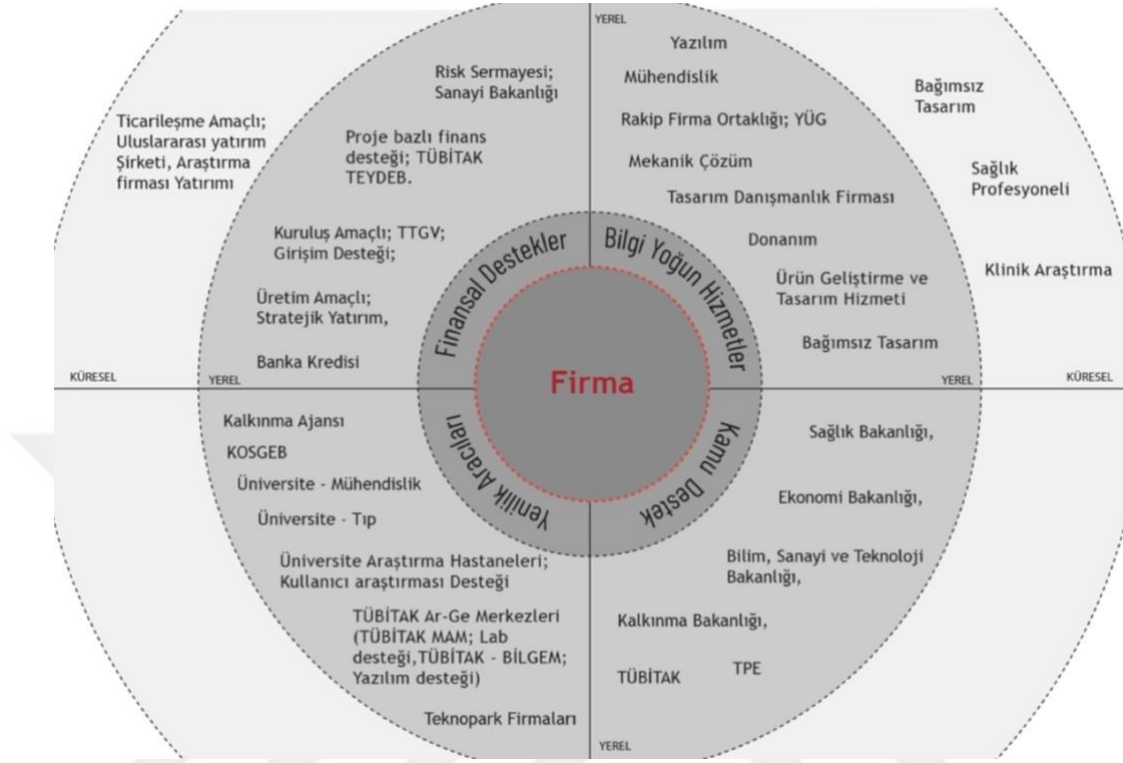 YEREL
Yazılım
Mühendislik
Rakip Firma Ortaklığı; YÜG
Mekanik Çözüm
Tasarım Danışmanlık Firması
Donanım
Ürün Geliştirme ve
Tasarım Hizmeti
Bağımsız Tasarım
Bağımsız
Tasarım
Sağlık
Profesyoneli
Klinik Araştırma
Risk Sermayesi;
Sanayi Bakanlığı
Proje bazlı finans
desteği; TÜBİTAK
TEYDEB.
Kuruluş Amaçlı; TTGV;
Girişim Desteği;
Üretim Amaçlı;
Stratejik Yatırım,
Banka Kredisi
Ticarileşme Amaçlı;
Uluslararası yatırım
Şirketi, Araştırma
firması Yatırımı
Finansal Destekler
Bilgi Yoğun Hizmetler
Firma
KÜRESEL
YEREL
YEREL
KÜRESEL
Yenilik Aracıları
Kamu Destek
Kalkınma Ajansı
KOSGEB
Üniversite - Mühendislik
Üniversite - Tıp
Üniversite Araştırma Hastaneleri;
Kullanıcı araştırması Desteği
TÜBİTAK Ar-Ge Merkezleri
(TÜBİTAK MAM; Lab
desteği,TÜBİTAK - BİLGEM;
Yazılım desteği)
Teknopark Firmaları
Sağlık Bakanlığı,
Ekonomi Bakanlığı,
Bilim, Sanayi ve Teknoloji
Bakanlığı,
Kalkınma Bakanlığı,
TÜBİTAK
TPE
YEREL